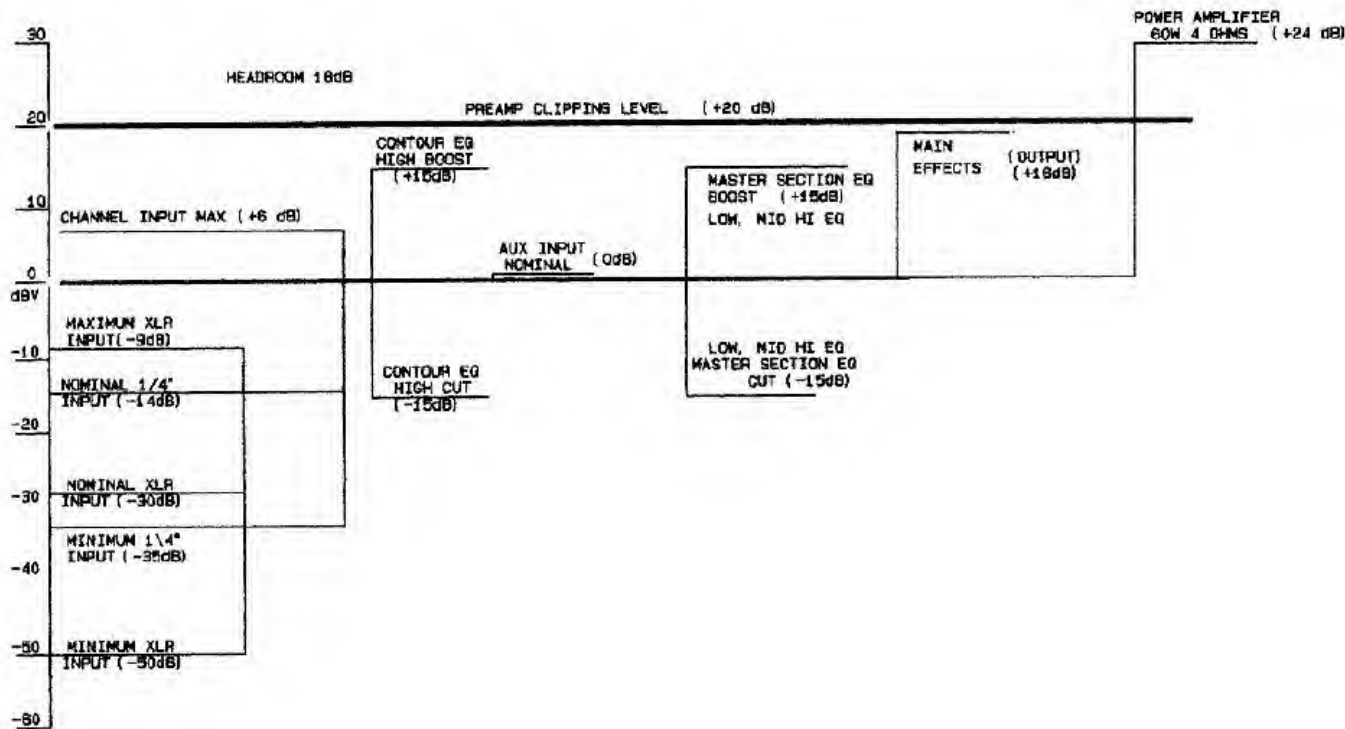 POWER AMPLIFIER
60W 4 OHMS (+24 dB)
30
HEADROOM 18dB
PREAMP CLIPPING LEVEL (+20 dB)
20
CONTOUR EQ
HIGH BOOST
(+15dB)
MAIN
EFFECTS
(OUTPUT)
(+18dB)
MASTER SECTION EQ
BOOST (+15dB)
LOW, MID HI EQ
10
CHANNEL INPUT MAX (+6 dB)
AUX INPUT
NOMINAL (0dB)
0
dBV
MAXIMUN XLR
INPUT(-9dB)
-10
LOW, MID HI EQ
MASTER SECTION EQ
CUT (-15dB)
CONTOUR EQ
HIGH CUT
(-15dB)
NOMINAL 1/4"
INPUT (-14dB)
-20
NOMINAL XLR
INPUT (-30dB)
-30
MINIMUM 1\4"
INPUT (-35dB)
-40
-50
MINIMUM XLR
INPUT (-50dB)
-60